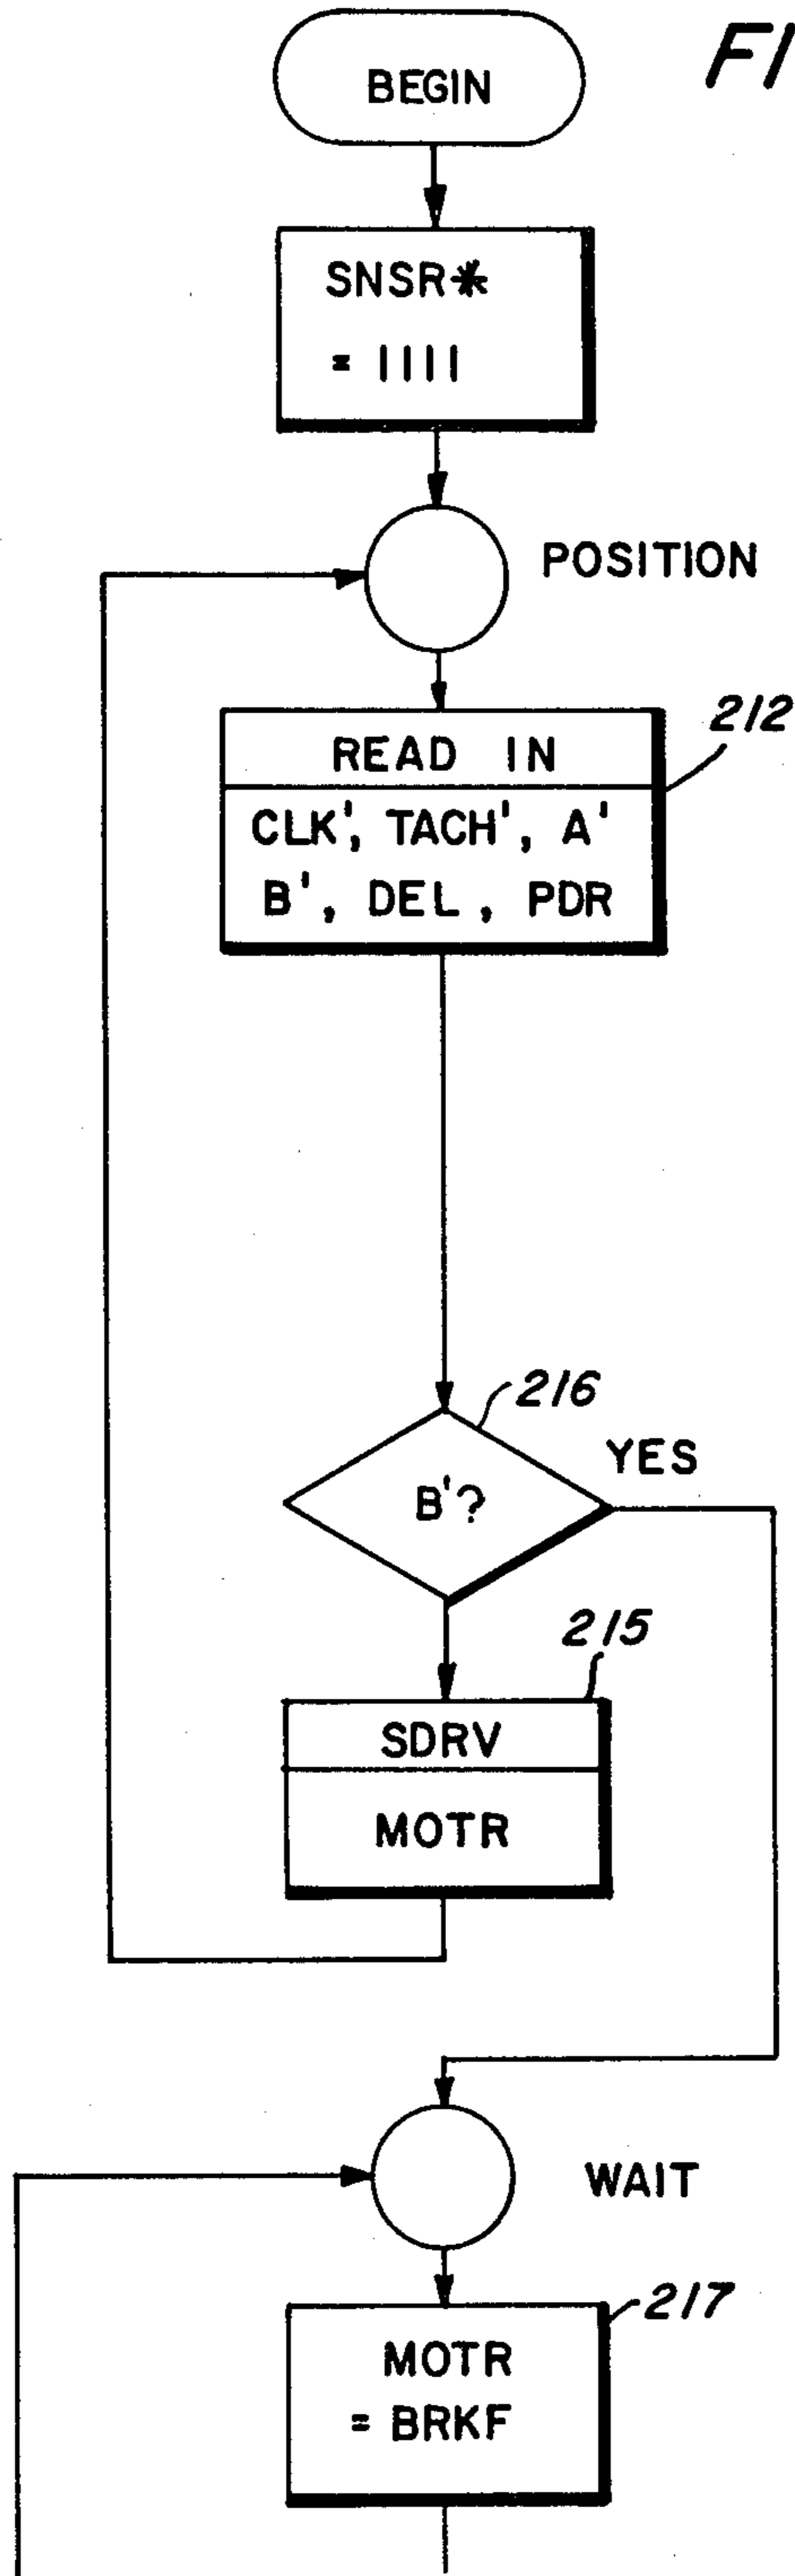 FI
BEGIN
SNSR*
= 1111
POSITION
212
READ IN
CLK', TACH', A'
B', DEL, PDR
216
YES
B'?
215
SDRV
MOTR
WAIT
217
MOTR
= BRKF